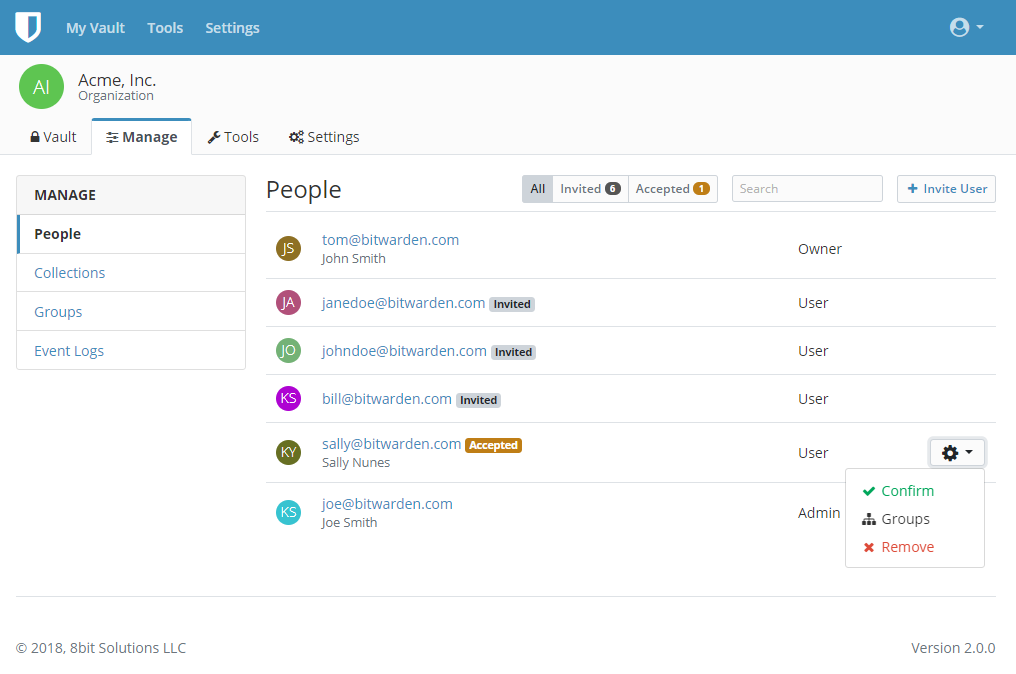 My Vault Tools Settings
AI
Acme, Inc.
Organization
Vault Manage Tools Settings
MANAGE
People
Collections
Groups
Event Logs
People
All Invited 6 Accepted 1 Search Invite User
JS tom@bitwarden.com Owner
John Smith
JA janedoe@bitwarden.com Invited User
JO johndoe@bitwarden.com Invited User
KS bill@bitwarden.com Invited User
KY sally@bitwarden.com Accepted User
Sally Nunes
KS joe@bitwarden.com Admin
Joe Smith
Confirm
Groups
Remove
© 2018, 8bit Solutions LLC Version 2.0.0